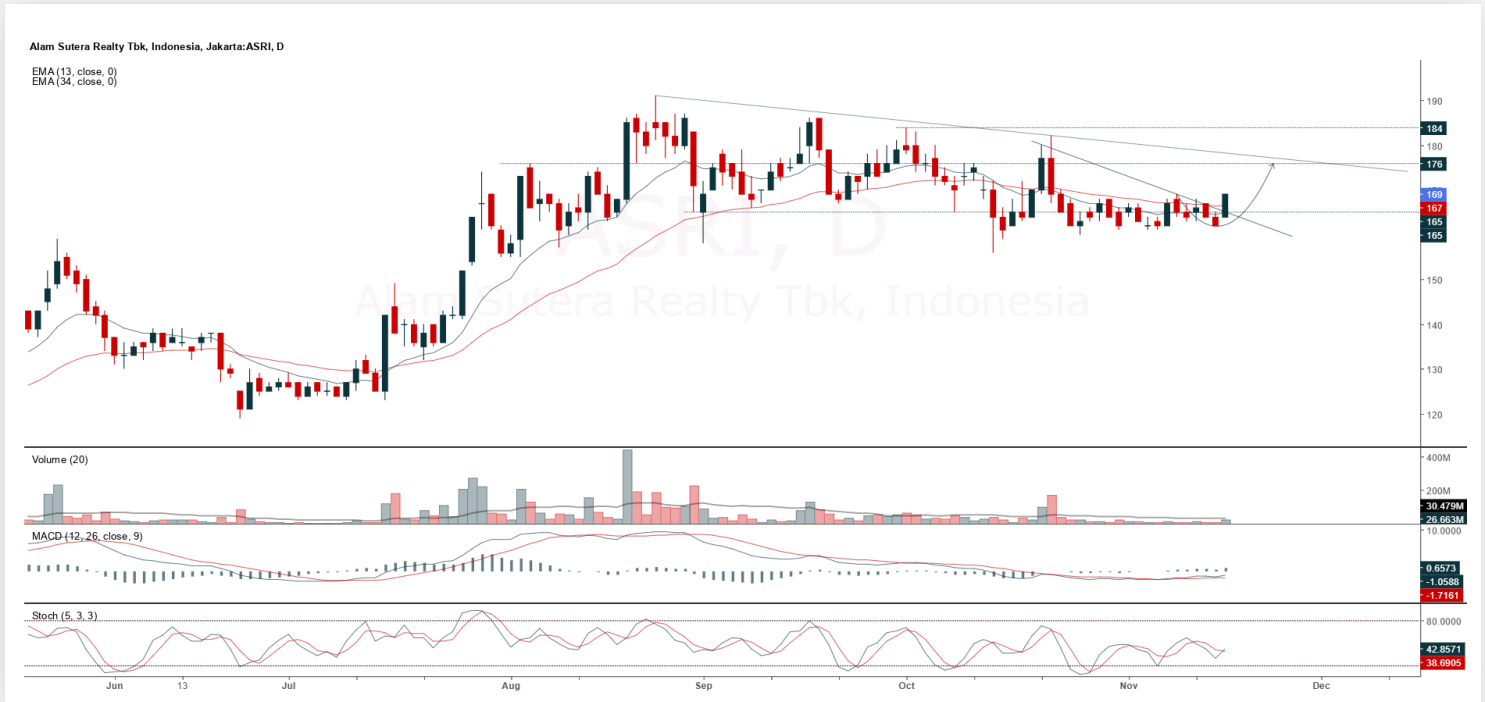 Alam Sutera Realty Tbk, Indonesia, Jakarta:ASRI, D
EMA (13, close, 0)
EMA (34, close, 0)
190
184
180
176
169
167
165
165
150
140
130
120
ASRI, D
Alam Sutera Realty Tbk, Indonesia
Volume (20)
400M
200M
30.479M
26.663M
MACD (12, 26, close, 9)
10.0000
0.6573
-1.0588
-1.7161
Stoch (5, 3, 3)
80.0000
42.8571
38.6905
Jun 13 Jul Aug Sep Oct Nov Dec